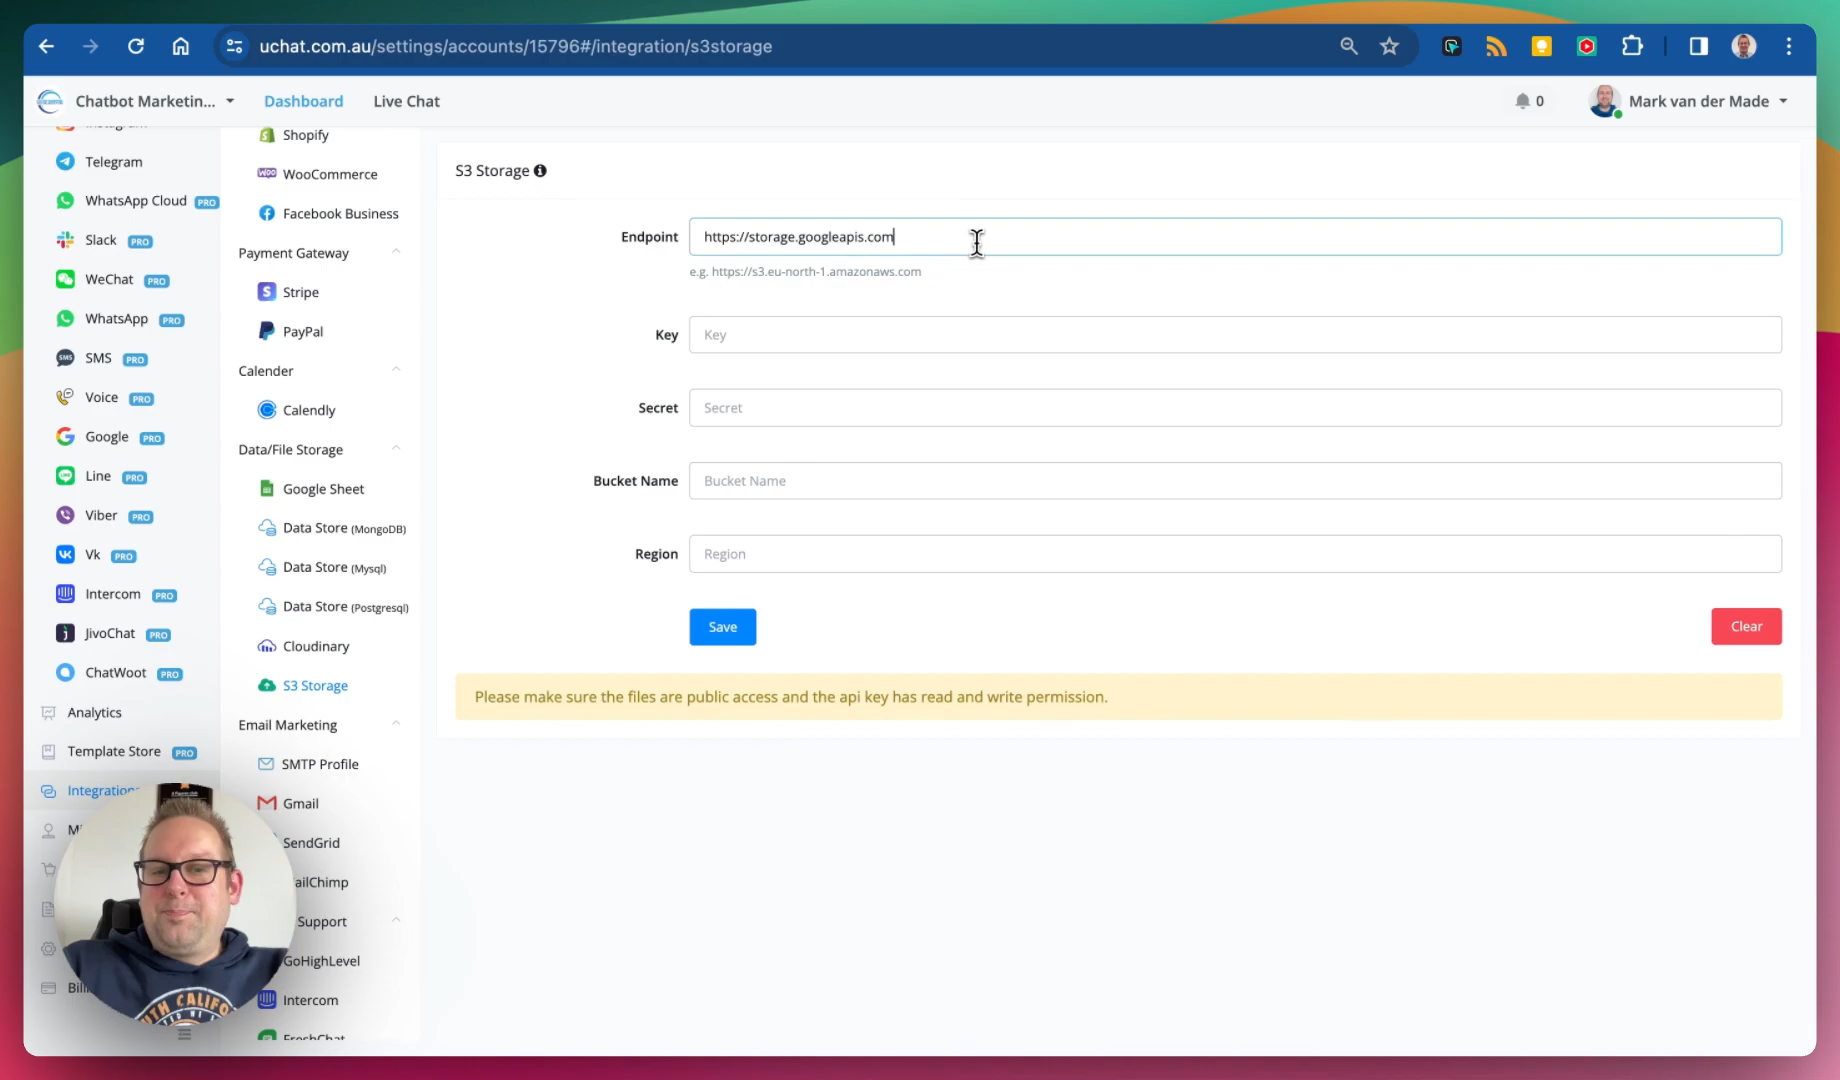 uchat.com.au/settings/accounts/15796#/integration/s3storage
Chatbot Marketin...
Dashboard
Live Chat
0
Mark van der Made
Telegram
WhatsApp Cloud PRO
Slack PRO
WeChat PRO
WhatsApp PRO
SMS PRO
Voice PRO
Google PRO
Line PRO
Viber PRO
Vk PRO
Intercom PRO
JivoChat PRO
ChatWoot PRO
Analytics
Template Store PRO
Integration
Shopify
WooCommerce
Facebook Business
Payment Gateway
Stripe
PayPal
Calender
Calendly
Data/File Storage
Google Sheet
Data Store (MongoDB)
Data Store (Mysql)
Data Store (Postgresql)
Cloudinary
S3 Storage
Email Marketing
SMTP Profile
Gmail
SendGrid
ailChimp
Support
GoHighLevel
Intercom
FreshChat
S3 Storage
Endpoint
https://storage.googleapis.com
e.g. https://s3.eu-north-1.amazonaws.com
Key
Key
Secret
Secret
Bucket Name
Bucket Name
Region
Region
Save
Clear
Please make sure the files are public access and the api key has read and write permission.